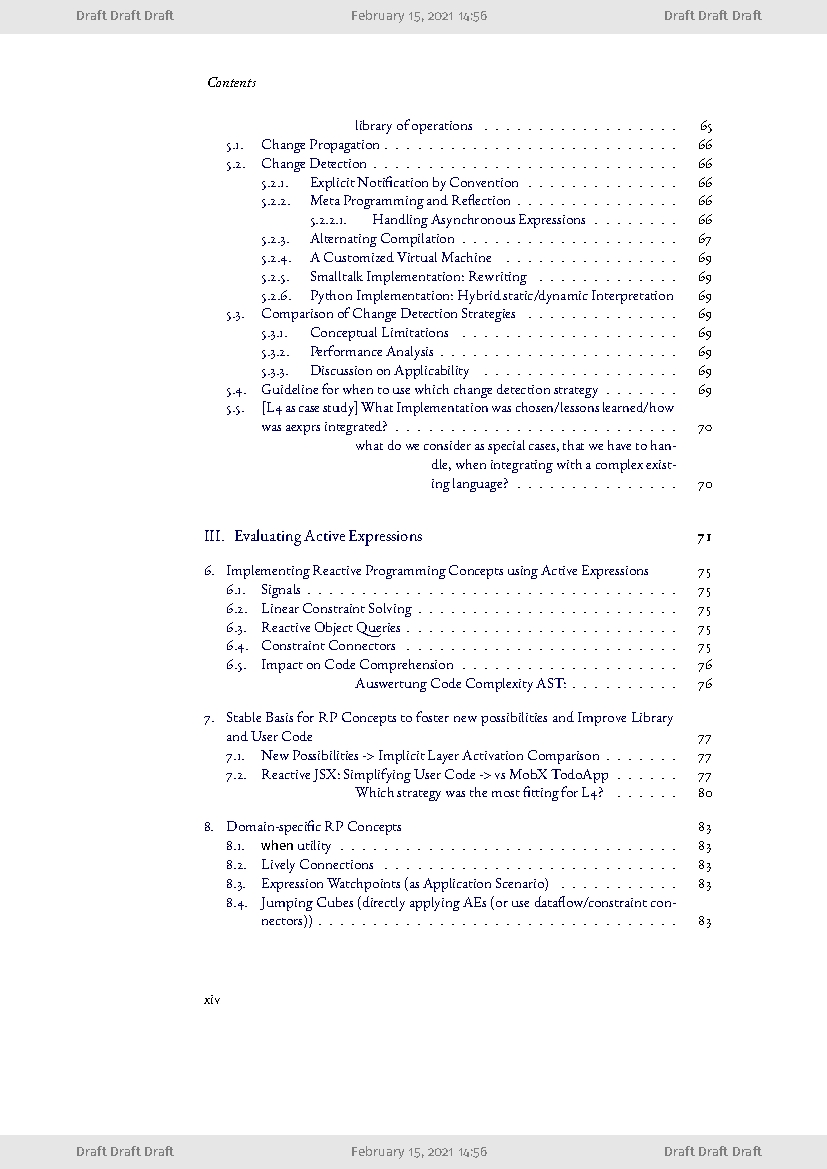 Draft Draft Draft February 15, 2021 14:56 Draft Draft Draft
Contents
library of operations . . . . . . . . . . . . . . . . . . 65
5.1. Change Propagation . . . . . . . . . . . . . . . . . . . . . . . . . . . 66
5.2. Change Detection . . . . . . . . . . . . . . . . . . . . . . . . . . . . 66
5.2.1. Explicit Notification by Convention . . . . . . . . . . . . . . 66
5.2.2. Meta Programming and Reflection . . . . . . . . . . . . . . . 66
5.2.2.1. Handling Asynchronous Expressions . . . . . . . . 66
5.2.3. Alternating Compilation . . . . . . . . . . . . . . . . . . . . 67
5.2.4. A Customized Virtual Machine . . . . . . . . . . . . . . . . 69
5.2.5. Smalltalk Implementation: Rewriting . . . . . . . . . . . . . 69
5.2.6. Python Implementation: Hybrid static/dynamic Interpretation 69
5.3. Comparison of Change Detection Strategies . . . . . . . . . . . . . . 69
5.3.1. Conceptual Limitations . . . . . . . . . . . . . . . . . . . . 69
5.3.2. Performance Analysis . . . . . . . . . . . . . . . . . . . . . . 69
5.3.3. Discussion on Applicability . . . . . . . . . . . . . . . . . . 69
5.4. Guideline for when to use which change detection strategy . . . . . . . 69
5.5. [L4 as case study] What Implementation was chosen/lessons learned/how
was aexprs integrated? . . . . . . . . . . . . . . . . . . . . . . . . . . 70
what do we consider as special cases, that we have to han-
dle, when integrating with a complex exist-
ing language? . . . . . . . . . . . . . . . 70
III. Evaluating Active Expressions 71
6. Implementing Reactive Programming Concepts using Active Expressions 75
6.1. Signals . . . . . . . . . . . . . . . . . . . . . . . . . . . . . . . . . . 75
6.2. Linear Constraint Solving . . . . . . . . . . . . . . . . . . . . . . . . 75
6.3. Reactive Object Queries . . . . . . . . . . . . . . . . . . . . . . . . . 75
6.4. Constraint Connectors . . . . . . . . . . . . . . . . . . . . . . . . . 75
6.5. Impact on Code Comprehension . . . . . . . . . . . . . . . . . . . . 76
Auswertung Code Complexity AST: . . . . . . . . . . 76
7. Stable Basis for RP Concepts to foster new possibilities and Improve Library
and User Code 77
7.1. New Possibilities -> Implicit Layer Activation Comparison . . . . . . . 77
7.2. Reactive JSX: Simplifying User Code -> vs MobX TodoApp . . . . . . 77
Which strategy was the most fitting for L4? . . . . . . 80
8. Domain-specific RP Concepts 83
8.1. when utility . . . . . . . . . . . . . . . . . . . . . . . . . . . . . . . 83
8.2. Lively Connections . . . . . . . . . . . . . . . . . . . . . . . . . . . 83
8.3. Expression Watchpoints (as Application Scenario) . . . . . . . . . . . 83
8.4. Jumping Cubes (directly applying AEs (or use dataflow/constraint con-
nectors)) . . . . . . . . . . . . . . . . . . . . . . . . . . . . . . . . . 83
xiv
Draft Draft Draft February 15, 2021 14:56 Draft Draft Draft